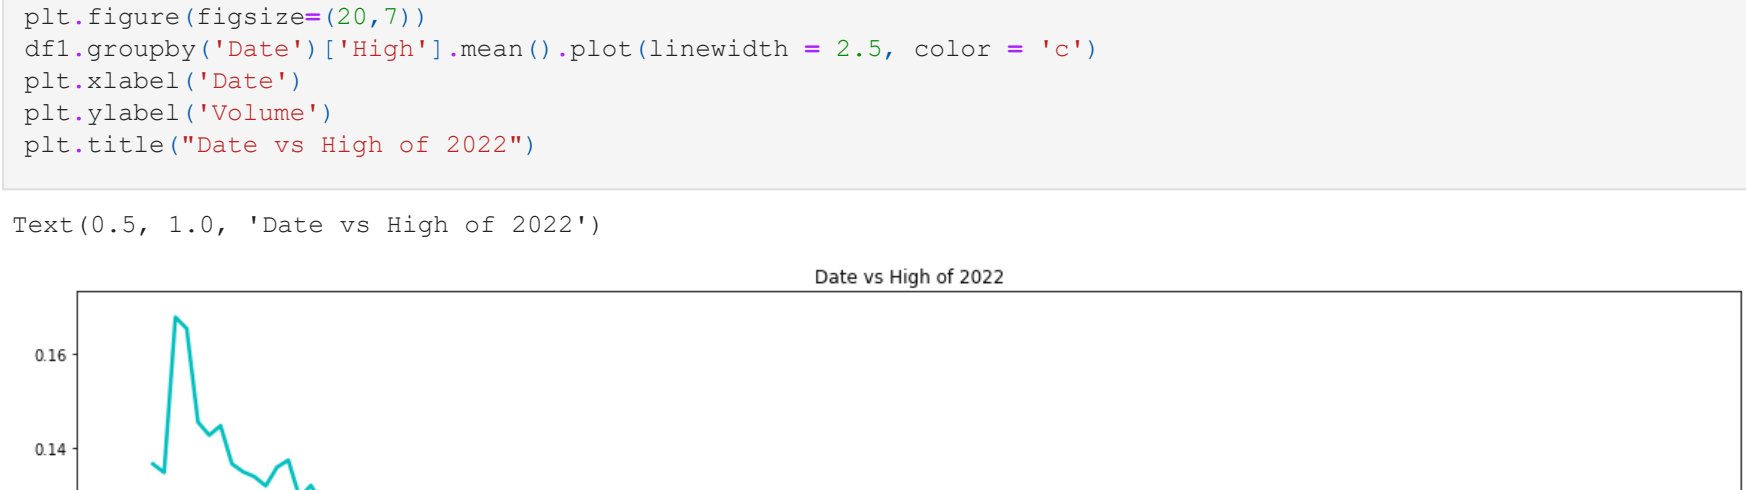 plt.figure(figsize=(20,7))
df1.groupby('Date')['High'].mean().plot(linewidth = 2.5, color = 'c')
plt.xlabel('Date')
plt.ylabel('Volume')
plt.title("Date vs High of 2022")
Text(0.5, 1.0, 'Date vs High of 2022')
Date vs High of 2022
0.16
0.14